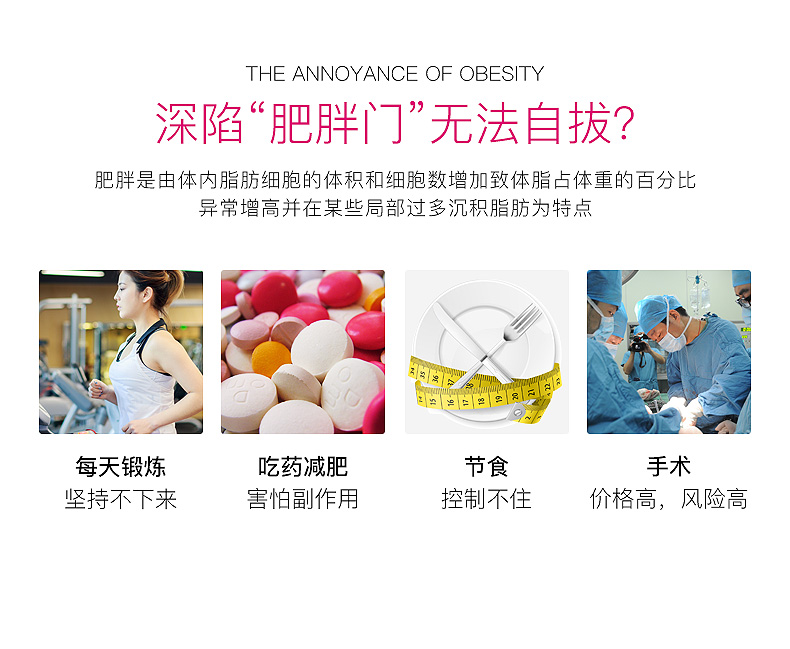 THE ANNOYANCE OF OBESITY
深陷“肥胖门”无法自拔?
肥胖是由体内脂肪细胞的体积和细胞数增加致体脂占体重的百分比
异常增高并在某些局部过多沉积脂肪为特点
每天锻炼
坚持不下来
吃药减肥
害怕副作用
节食
控制不住
手术
价格高，风险高